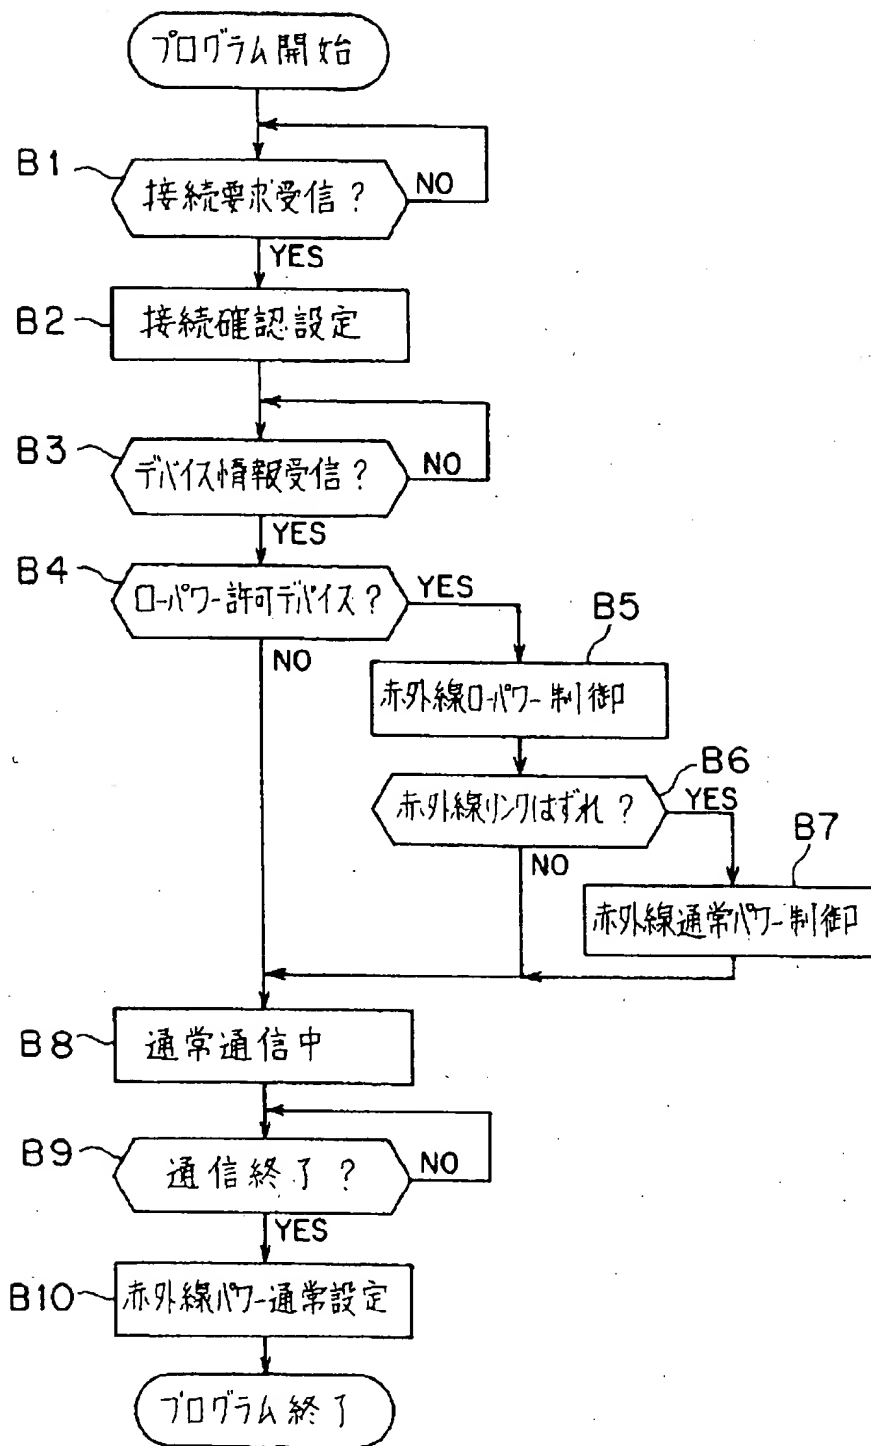 プログラム開始
B1
接続要求受信？
NO
YES
B2
接続確認設定
B3
デバイス情報受信？
NO
YES
B4
ローパワー許可デバイス？
YES
NO
B5
赤外線ローパワー制御
B6
赤外線リンクはずれ？
YES
NO
B7
赤外線通常パワー制御
B8
通常通信中
B9
通信終了？
NO
YES
B10
赤外線パワー通常設定
プログラム終了